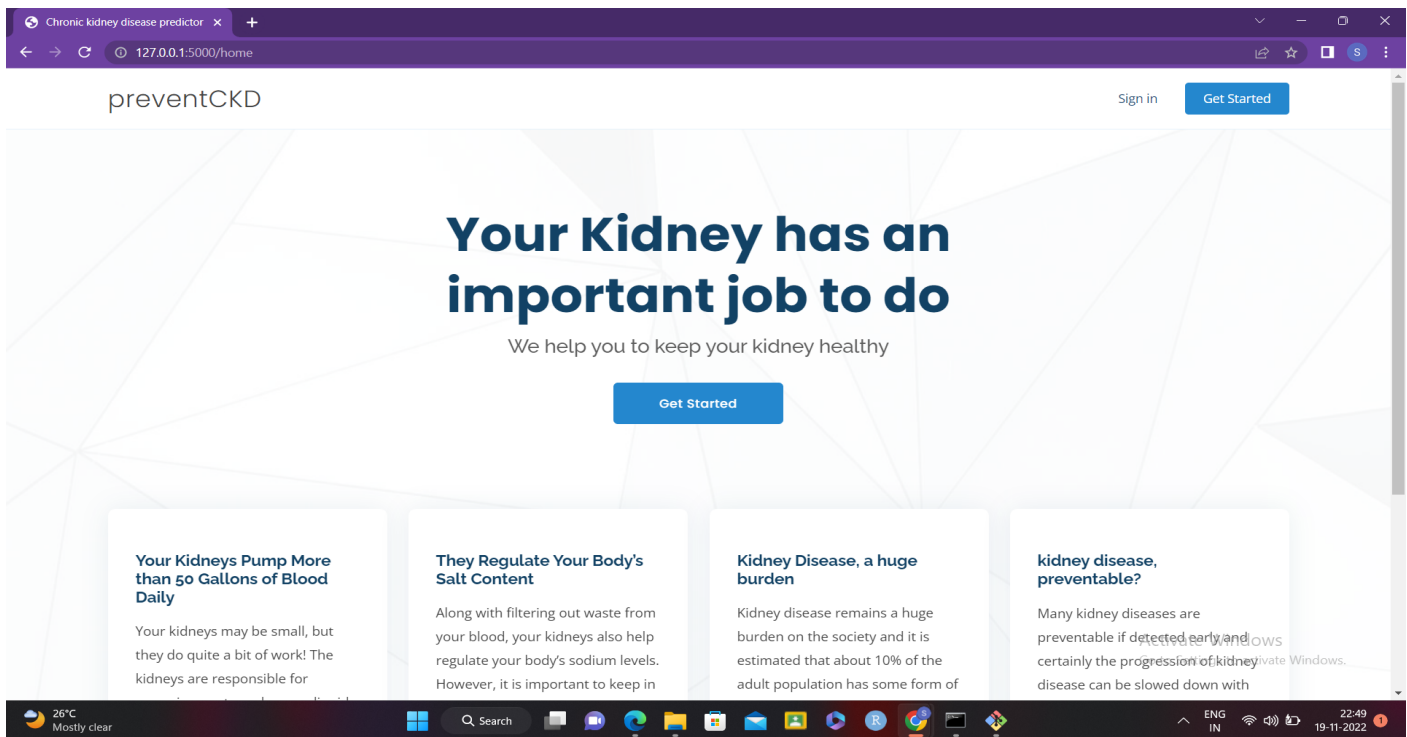 Chronic kidney disease predictor
127.0.0.1:5000/home
S
preventCKD
Sign in
Get Started
Your Kidney has an
important job to do
We help you to keep your kidney healthy
Get Started
Your Kidneys Pump More
than 50 Gallons of Blood
Daily
Your kidneys may be small, but
they do quite a bit of work! The
kidneys are responsible for
They Regulate Your Body's
Salt Content
Along with filtering out waste from
your blood, your kidneys also help
regulate your body's sodium levels.
However, it is important to keep in
Kidney Disease, a huge
burden
Kidney disease remains a huge
burden on the society and it is
estimated that about 10% of the
adult population has some form of
kidney disease,
preventable?
Many kidney diseases are
preventable if detected early and
certainly the progression of kidney
disease can be slowed down with
Activate Windows
Go to Settings to activate Windows.
26°C
Mostly clear
Search
R
S
ENG
IN
22:49
19-11-2022
1